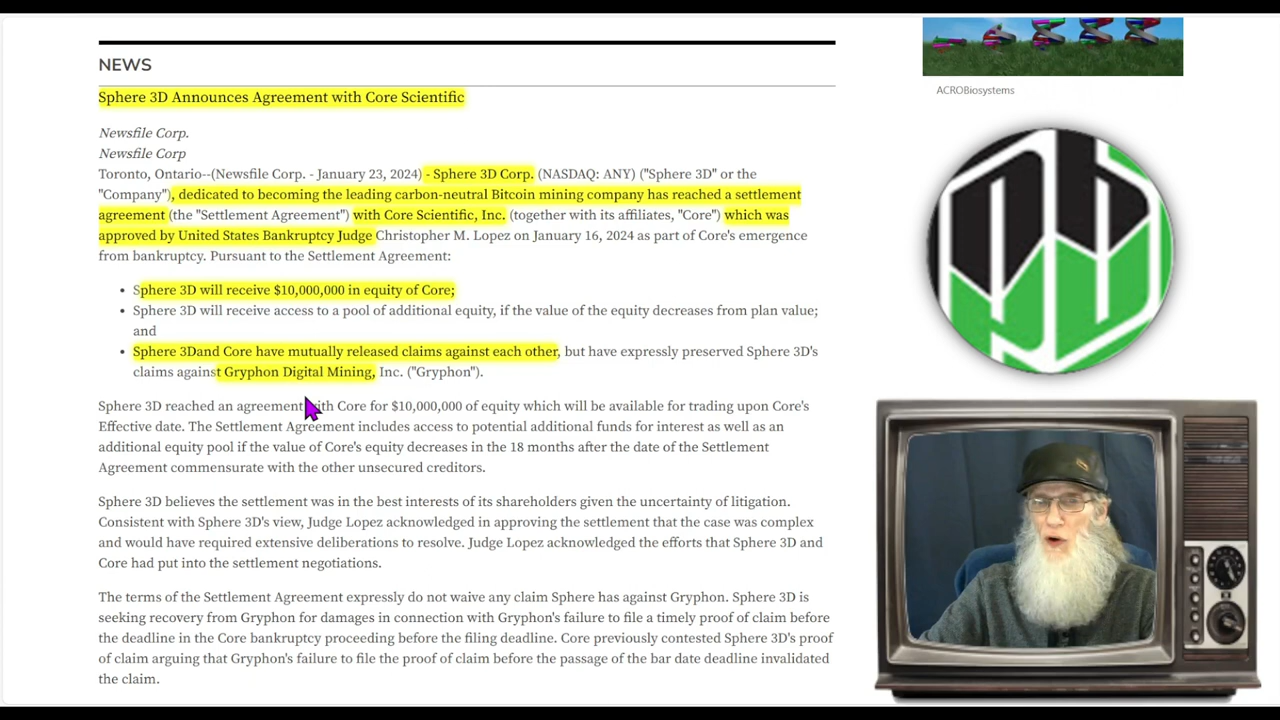 NEWS
Sphere 3D Announces Agreement with Core Scientific
Newsfile Corp.
Newsfile Corp
Toronto, Ontario--(Newsfile Corp. - January 23, 2024) - Sphere 3D Corp. (NASDAQ: ANY) ("Sphere 3D" or the
"Company"), dedicated to becoming the leading carbon-neutral Bitcoin mining company has reached a settlement
agreement (the "Settlement Agreement") with Core Scientific, Inc. (together with its affiliates, "Core") which was
approved by United States Bankruptcy Judge Christopher M. Lopez on January 16, 2024 as part of Core's emergence
from bankruptcy. Pursuant to the Settlement Agreement:
• Sphere 3D will receive $10,000,000 in equity of Core;
• Sphere 3D will receive access to a pool of additional equity, if the value of the equity decreases from plan value;
and
• Sphere 3Dand Core have mutually released claims against each other, but have expressly preserved Sphere 3D's
claims against Gryphon Digital Mining, Inc. ("Gryphon").
Sphere 3D reached an agreement with Core for $10,000,000 of equity which will be available for trading upon Core's
Effective date. The Settlement Agreement includes access to potential additional funds for interest as well as an
additional equity pool if the value of Core's equity decreases in the 18 months after the date of the Settlement
Agreement commensurate with the other unsecured creditors.
Sphere 3D believes the settlement was in the best interests of its shareholders given the uncertainty of litigation.
Consistent with Sphere 3D's view, Judge Lopez acknowledged in approving the settlement that the case was complex
and would have required extensive deliberations to resolve. Judge Lopez acknowledged the efforts that Sphere 3D and
Core had put into the settlement negotiations.
The terms of the Settlement Agreement expressly do not waive any claim Sphere has against Gryphon. Sphere 3D is
seeking recovery from Gryphon for damages in connection with Gryphon's failure to file a timely proof of claim before
the deadline in the Core bankruptcy proceeding before the filing deadline. Core previously contested Sphere 3D's proof
of claim arguing that Gryphon's failure to file the proof of claim before the passage of the bar date deadline invalidated
the claim.
ACROBiosystems